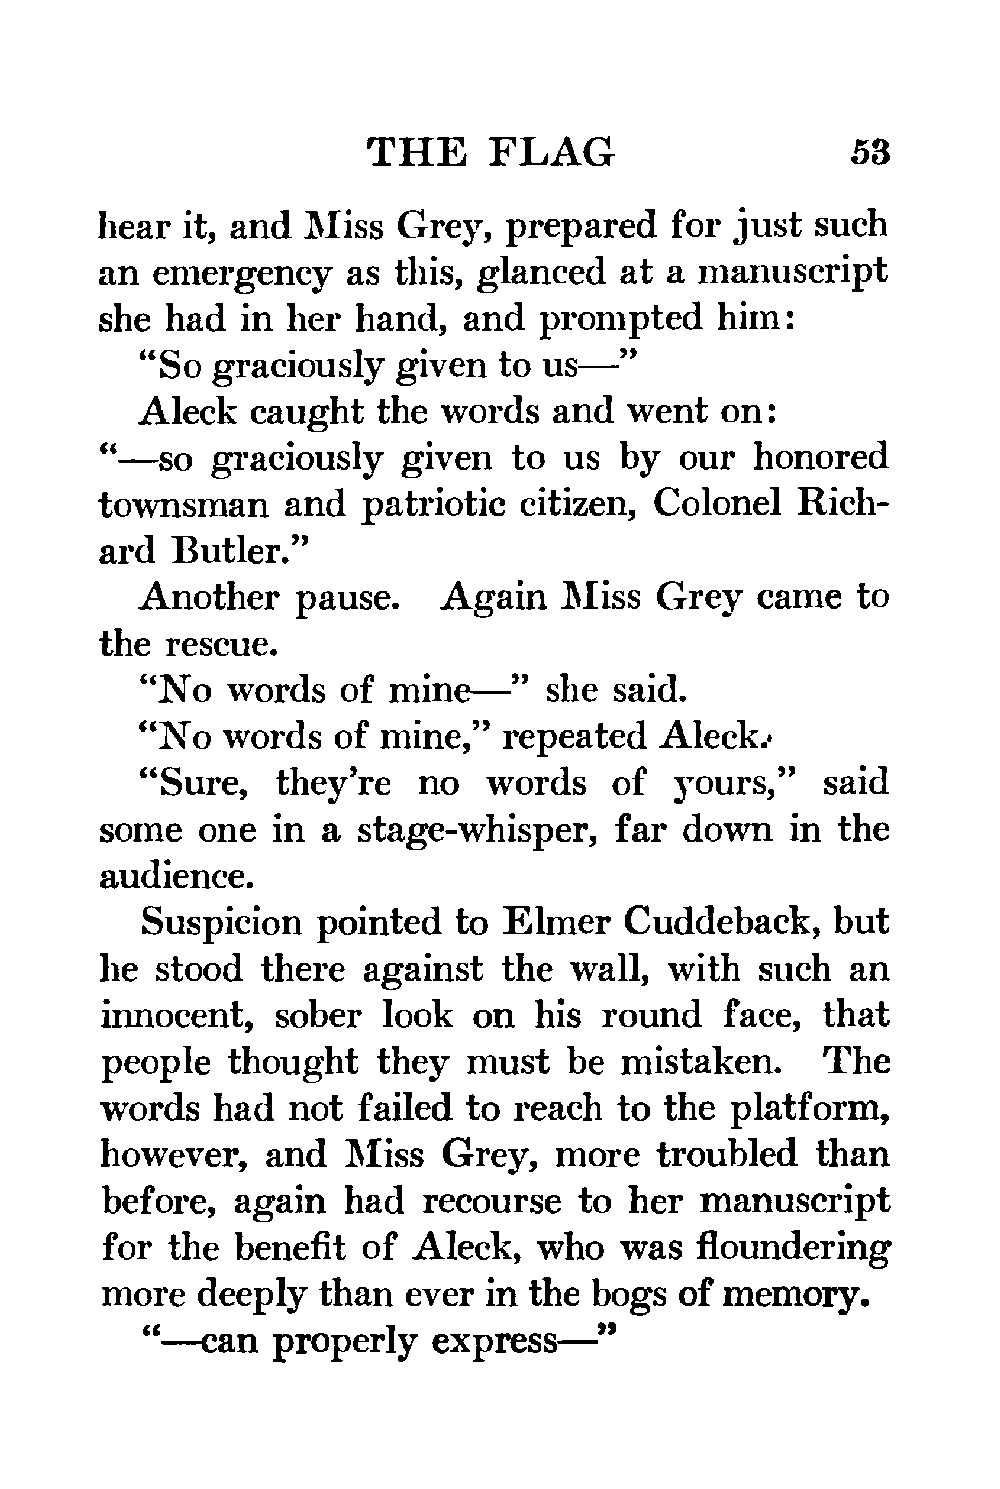 THE FLAG 53
hear it, and Miss Grey, prepared for just such
an emergency as this, glanced at a manuscript
she had in her hand, and prompted him:
“So graciously given to us—”
Aleck caught the words and went on:
“—so graciously given to us by our honored
townsman and patriotic citizen, Colonel Rich-
ard Butler.”
Another pause. Again Miss Grey came to
the rescue.
“No words of mine—” she said.
“No words of mine,” repeated Aleck.
“Sure, they’re no words of yours,” said
some one in a stage-whisper, far down in the
audience.
Suspicion pointed to Elmer Cuddeback, but
he stood there against the wall, with such an
innocent, sober look on his round face, that
people thought they must be mistaken. The
words had not failed to reach to the platform,
however, and Miss Grey, more troubled than
before, again had recourse to her manuscript
for the benefit of Aleck, who was floundering
more deeply than ever in the bogs of memory.
“—can properly express—”